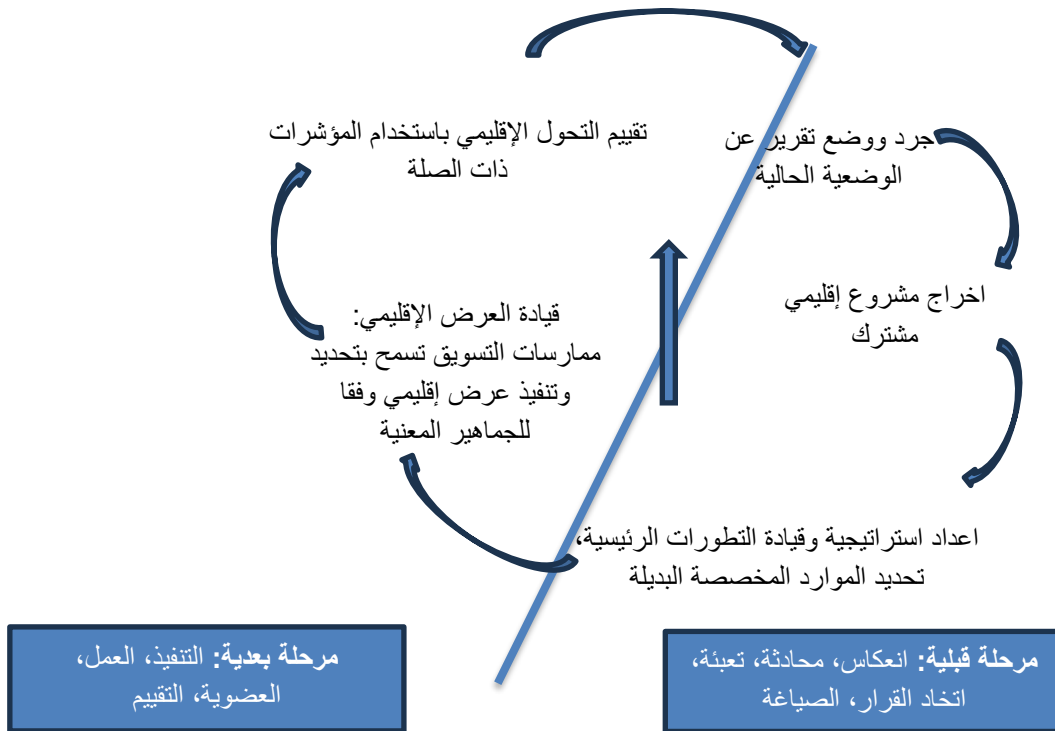 جرد ووضع تقرير عن
الوضعية الحالية
اخراج مشروع إقليمي
مشترك
اعداد استراتيجية وقيادة التطورات الرئيسية،
تحديد الموارد المخصصة البديلة
قيادة العرض الإقليمي:
ممارسات التسويق تسمح بتحديد
وتنفيذ عرض إقليمي وفقا
للجماهير المعنية
تقييم التحول الإقليمي باستخدام المؤشرات
ذات الصلة
مرحلة قبلية: انعكاس، محادثة، تعبئة،
اتخاد القرار، الصياغة
مرحلة بعدية: التنفيذ، العمل،
العضوية، التقييم